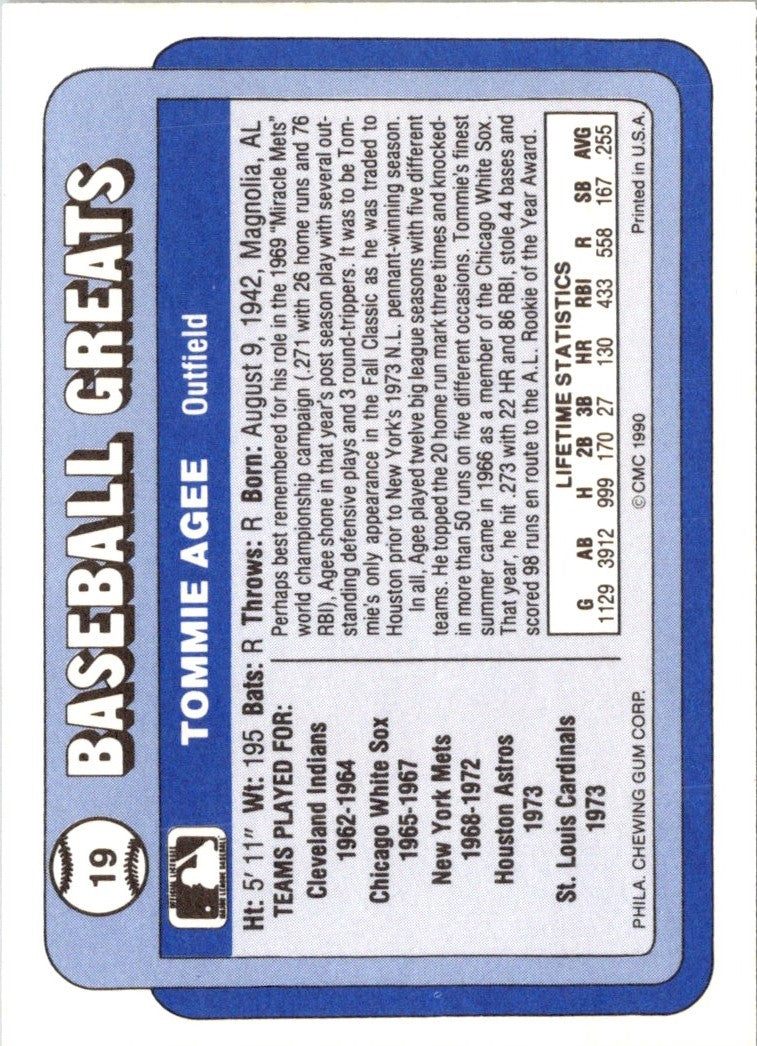 19
BASEBALL GREATS
TOMMIE AGEE Outfield
Ht: 5' 11" Wt: 195 Bats: R Throws: R Born: August 9, 1942, Magnolia, AL
TEAMS PLAYED FOR:
Cleveland Indians
1962-1964
Chicago White Sox
1965-1967
New York Mets
1968-1972
Houston Astros
1973
St. Louis Cardinals
1973
Perhaps best remembered for his role in the 1969 "Miracle Mets"
world championship campaign (.271 with 26 home runs and 76
RBI), Agee shone in that year's post season play with several out-
standing defensive plays and 3 round-trippers. It was to be Tom-
mie's only appearance in the Fall Classic as he was traded to
Houston prior to New York's 1973 N.L. pennant-winning season.
In all, Agee played twelve big league seasons with five different
teams. He topped the 20 home run mark three times and knocked-
in more than 50 runs on five different occasions. Tommie's finest
summer came in 1966 as a member of the Chicago White Sox.
That year, he hit .273 with 22 HR and 86 RBI, stole 44 bases and
scored 98 runs en route to the A.L. Rookie of the Year Award.
LIFETIME STATISTICS
G AB H 2B 3B HR RBI R SB AVG
1129 3912 999 170 27 130 433 558 167 .255
PHILA. CHEWING GUM CORP. © CMC 1990 Printed in U.S.A.